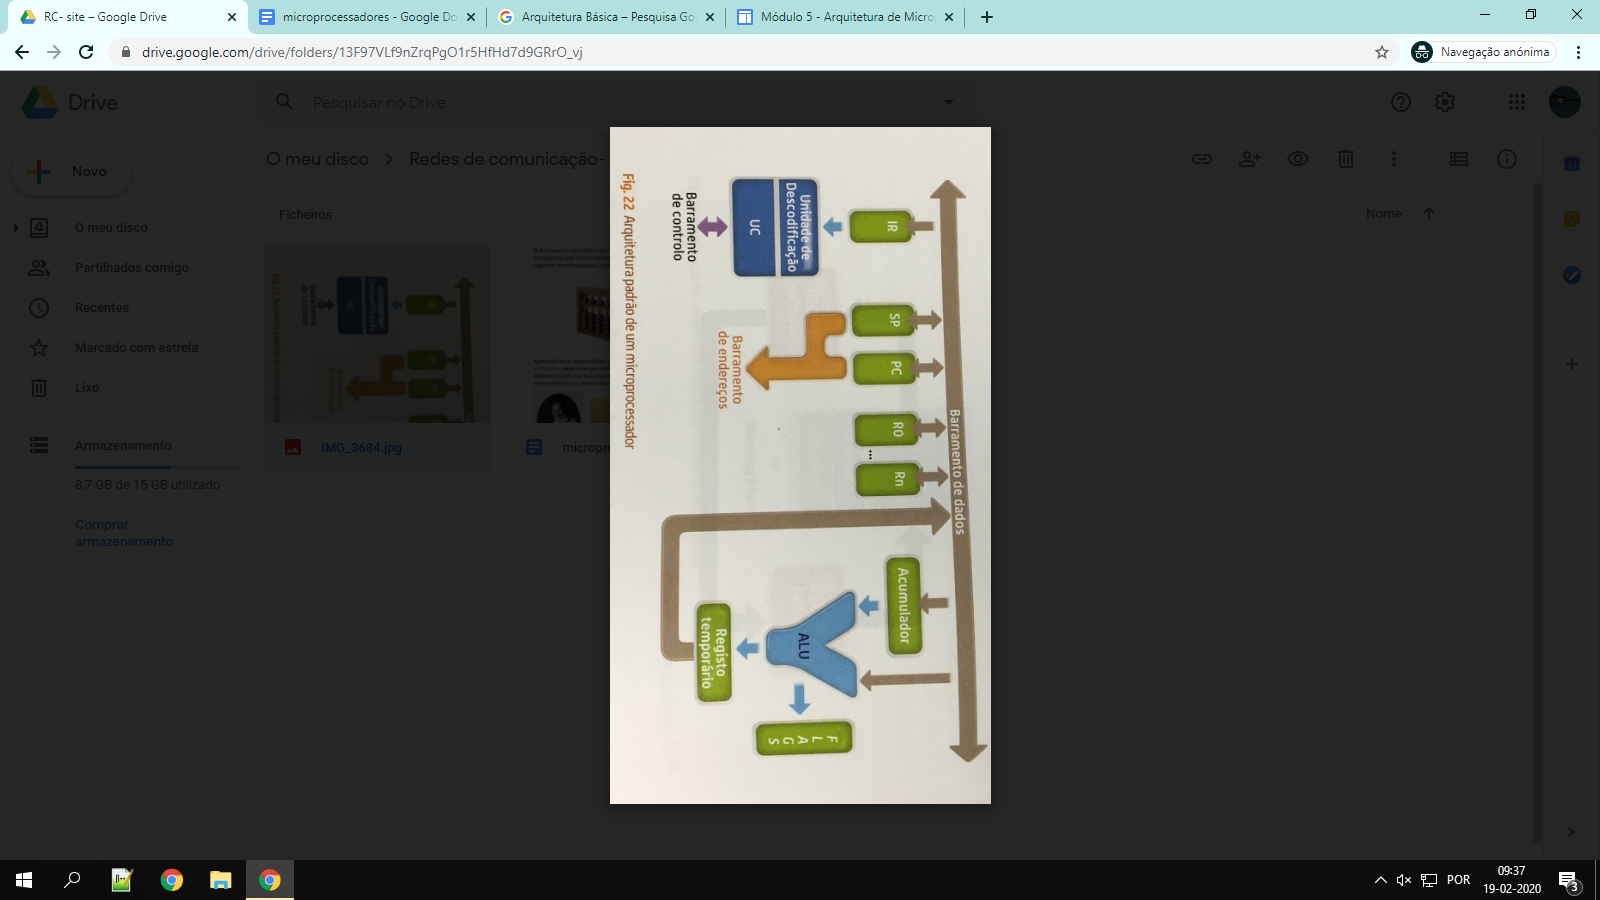 RC- site – Google Drive
microprocessadores - Google Do
Arquitetura Básica – Pesquisa Go
Módulo 5 - Arquitetura de Micro
drive.google.com/drive/folders/13F97VLf9nZrqPgO1r5HfHd7d9GRrO_vj
Navegação anónima
Drive
Pesquisar no Drive
Novo
O meu disco
Redes de comunicação-
O meu disco
Partilhados comigo
Recentes
Marcado com estrela
Lixo
Armazenamento
8,7 GB de 15 GB utilizado
Comprar
armazenamento
Ficheiros
Nome
IMG_3684.jpg
micropro
Barramento de dados
IR
SP
PC
R0
...
Rn
Acumulador
Unidade de
Descodificação
UC
ALU
FLAGS
Registo
temporário
Barramento
de endereços
Barramento
de controlo
Fig. 22 Arquitetura padrão de um microprocessador
POR
09:37
19-02-2020
3